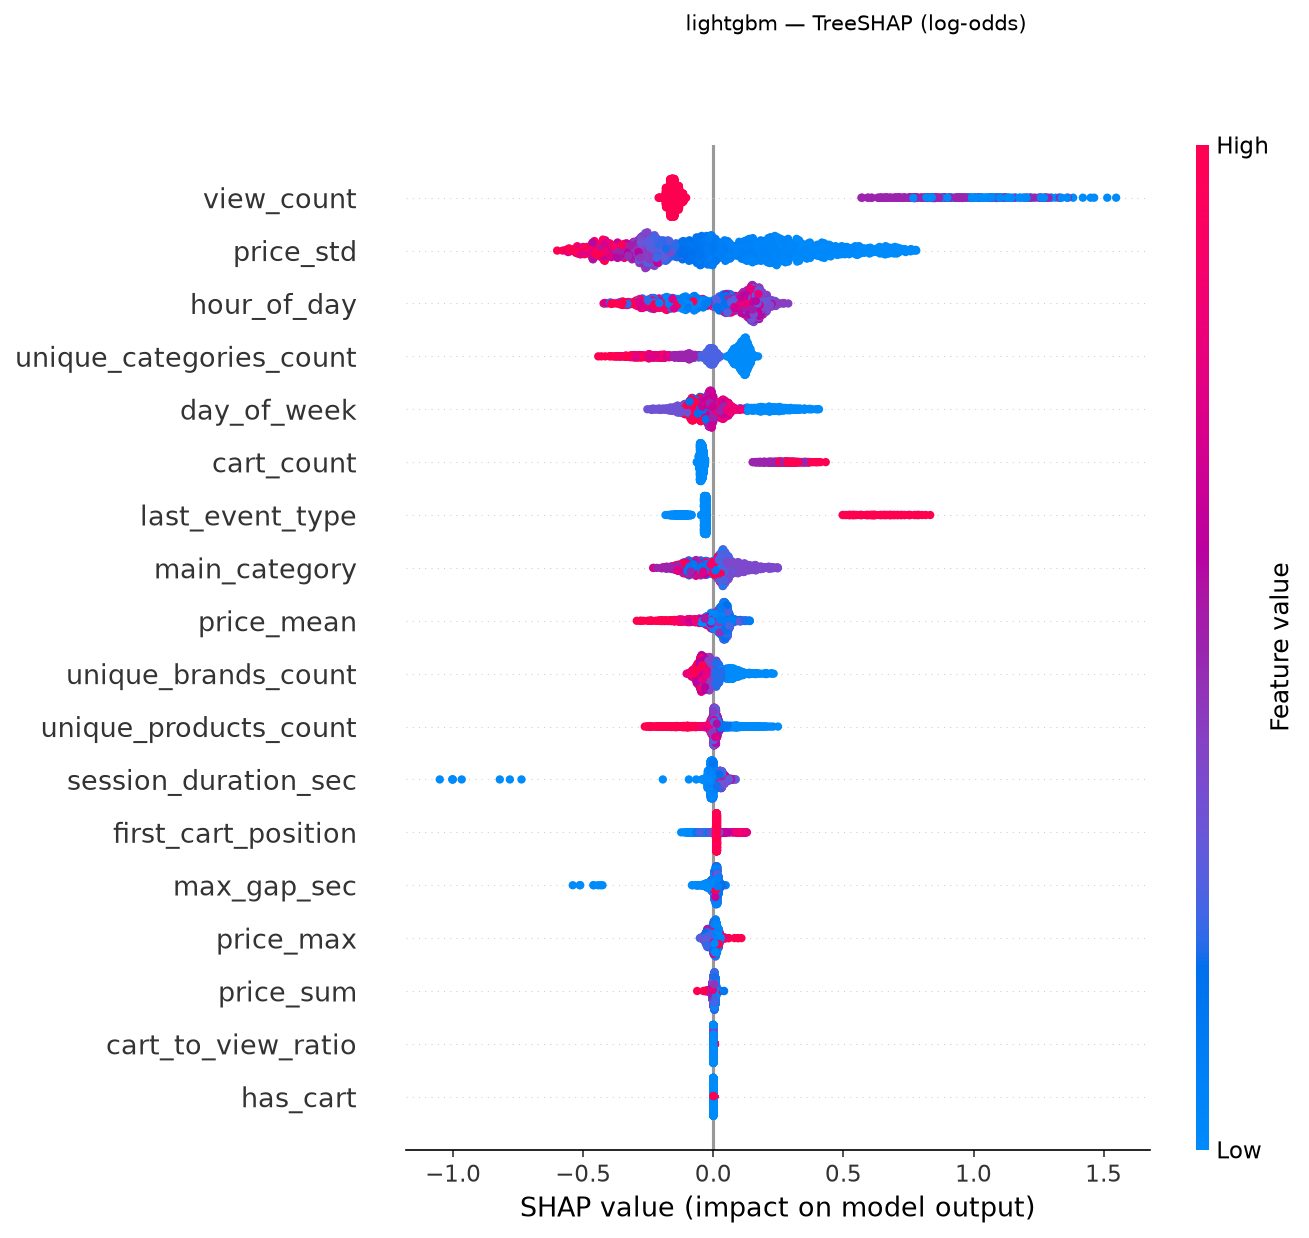 lightgbm — TreeSHAP (log-odds)
High
view_count
price_std
hour_of_day
unique_categories_count
day_of_week
cart_count
last_event_type
main_category
price_mean
unique_brands_count
unique_products_count
session_duration_sec
first_cart_position
max_gap_sec
price_max
price_sum
cart_to_view_ratio
has_cart
Feature value
Low
−1.0 −0.5 0.0 0.5 1.0 1.5
SHAP value (impact on model output)